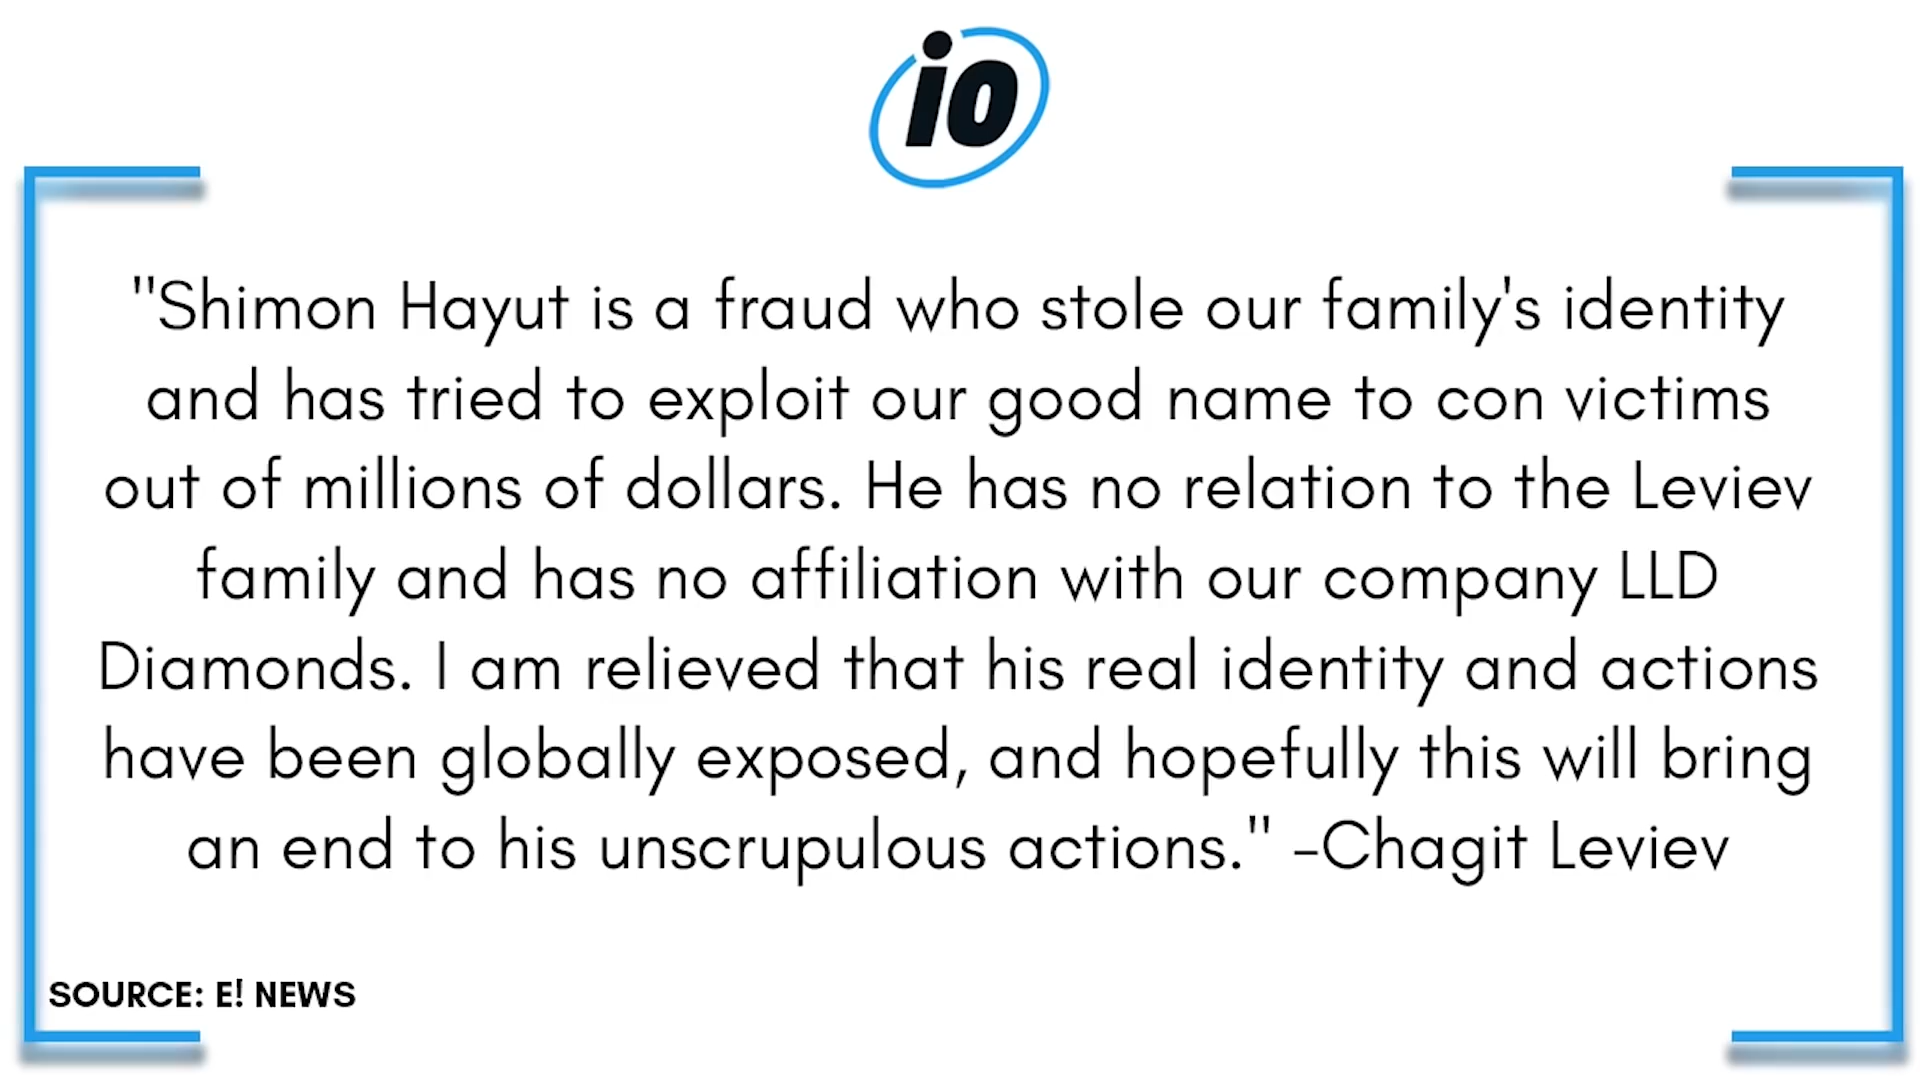 io
"Shimon Hayut is a fraud who stole our family's identity
and has tried to exploit our good name to con victims
out of millions of dollars. He has no relation to the Leviev
family and has no affiliation with our company LLD
Diamonds. I am relieved that his real identity and actions
have been globally exposed, and hopefully this will bring
an end to his unscrupulous actions." -Chagit Leviev
SOURCE: E! NEWS